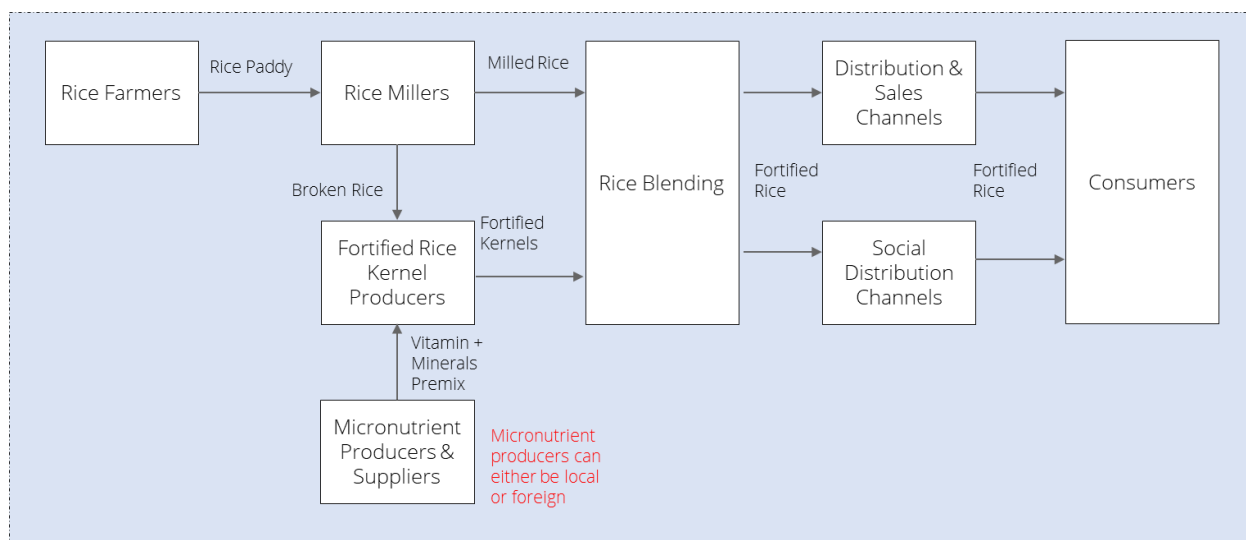 Rice Farmers
Rice Paddy
Rice Millers
Milled Rice
Rice Blending
Distribution &
Sales
Channels
Consumers
Broken Rice
Fortified
Kernels
Fortified
Rice
Fortified
Rice
Fortified Rice
Kernel
Producers
Social
Distribution
Channels
Vitamin +
Minerals
Premix
Micronutrient
Producers &
Suppliers
Micronutrient
producers can
either be local
or foreign